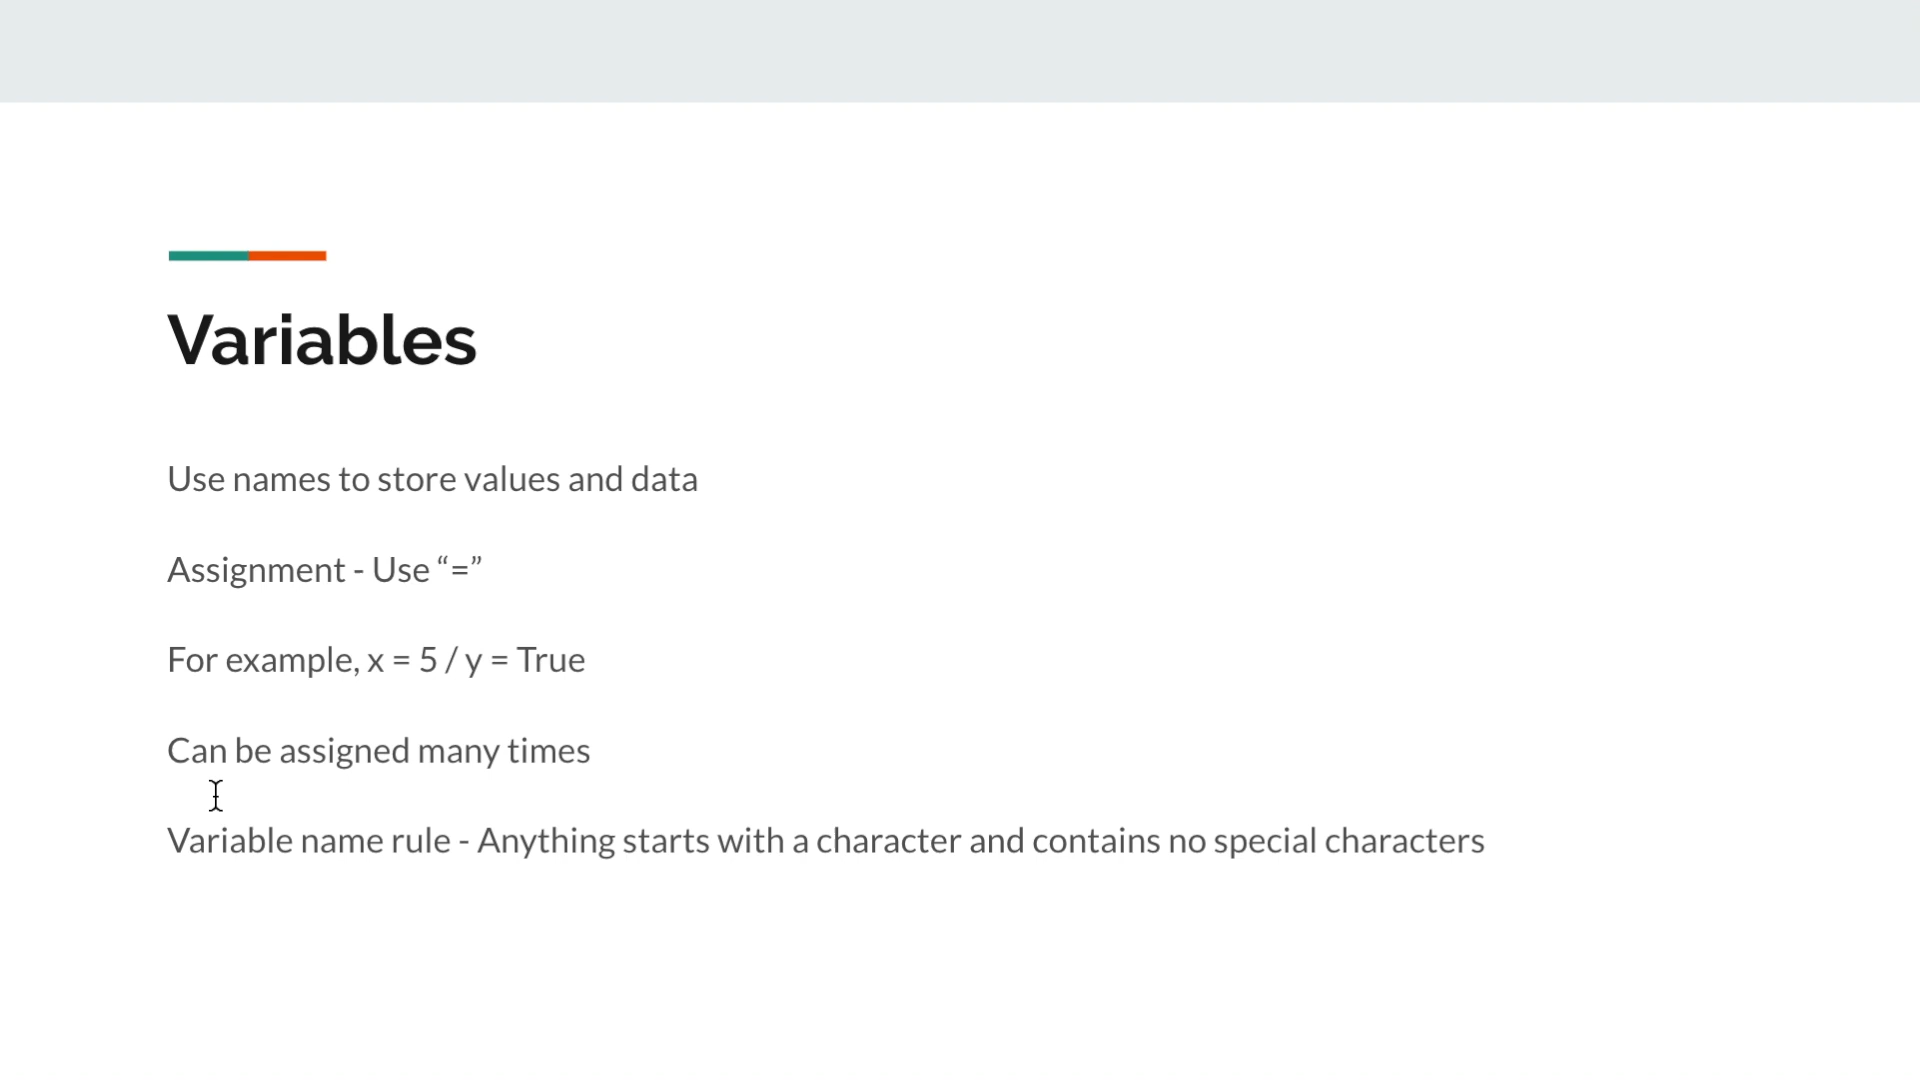 Variables
Use names to store values and data
Assignment - Use “=”
For example, x = 5 / y = True
Can be assigned many times
Variable name rule - Anything starts with a character and contains no special characters